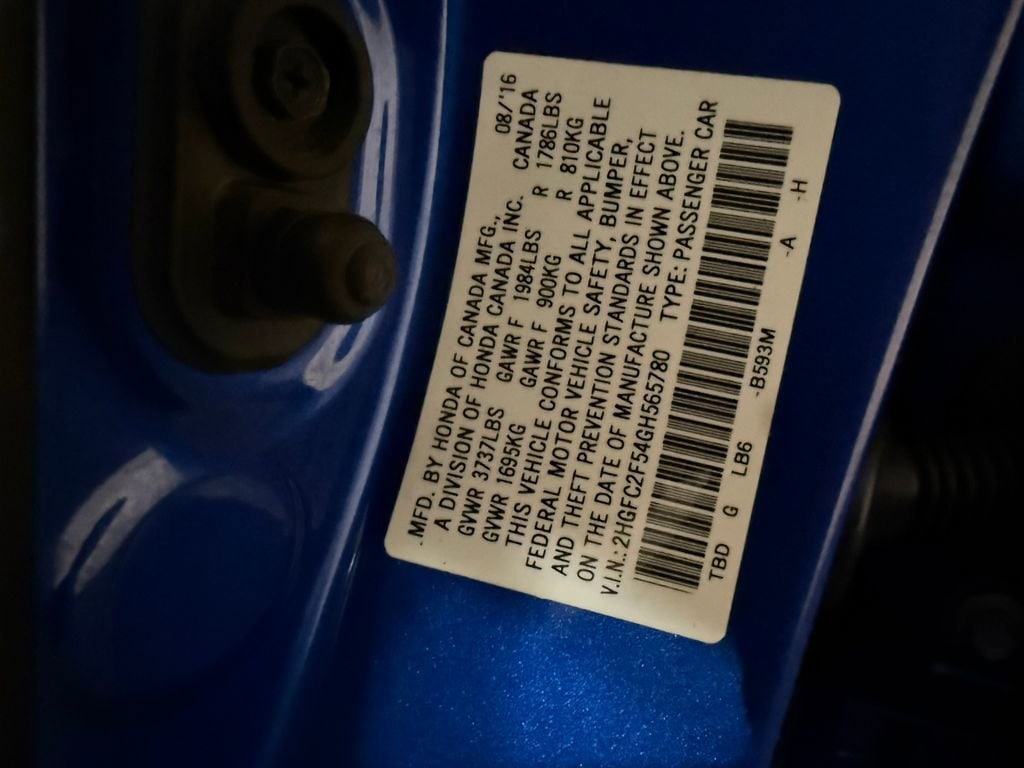 MFD. BY HONDA OF CANADA MFG., 08/'16
A DIVISION OF HONDA CANADA INC. CANADA
GVWR 3737LBS GAWR F 1984LBS R 1786LBS
GVWR 1695KG GAWR F 900KG R 810KG
THIS VEHICLE CONFORMS TO ALL APPLICABLE
FEDERAL MOTOR VEHICLE SAFETY, BUMPER,
AND THEFT PREVENTION STANDARDS IN EFFECT
ON THE DATE OF MANUFACTURE SHOWN ABOVE.
V.I.N.: 2HGFC2F54GH565780 TYPE: PASSENGER CAR
TBD G LB6 -B593M -A -H